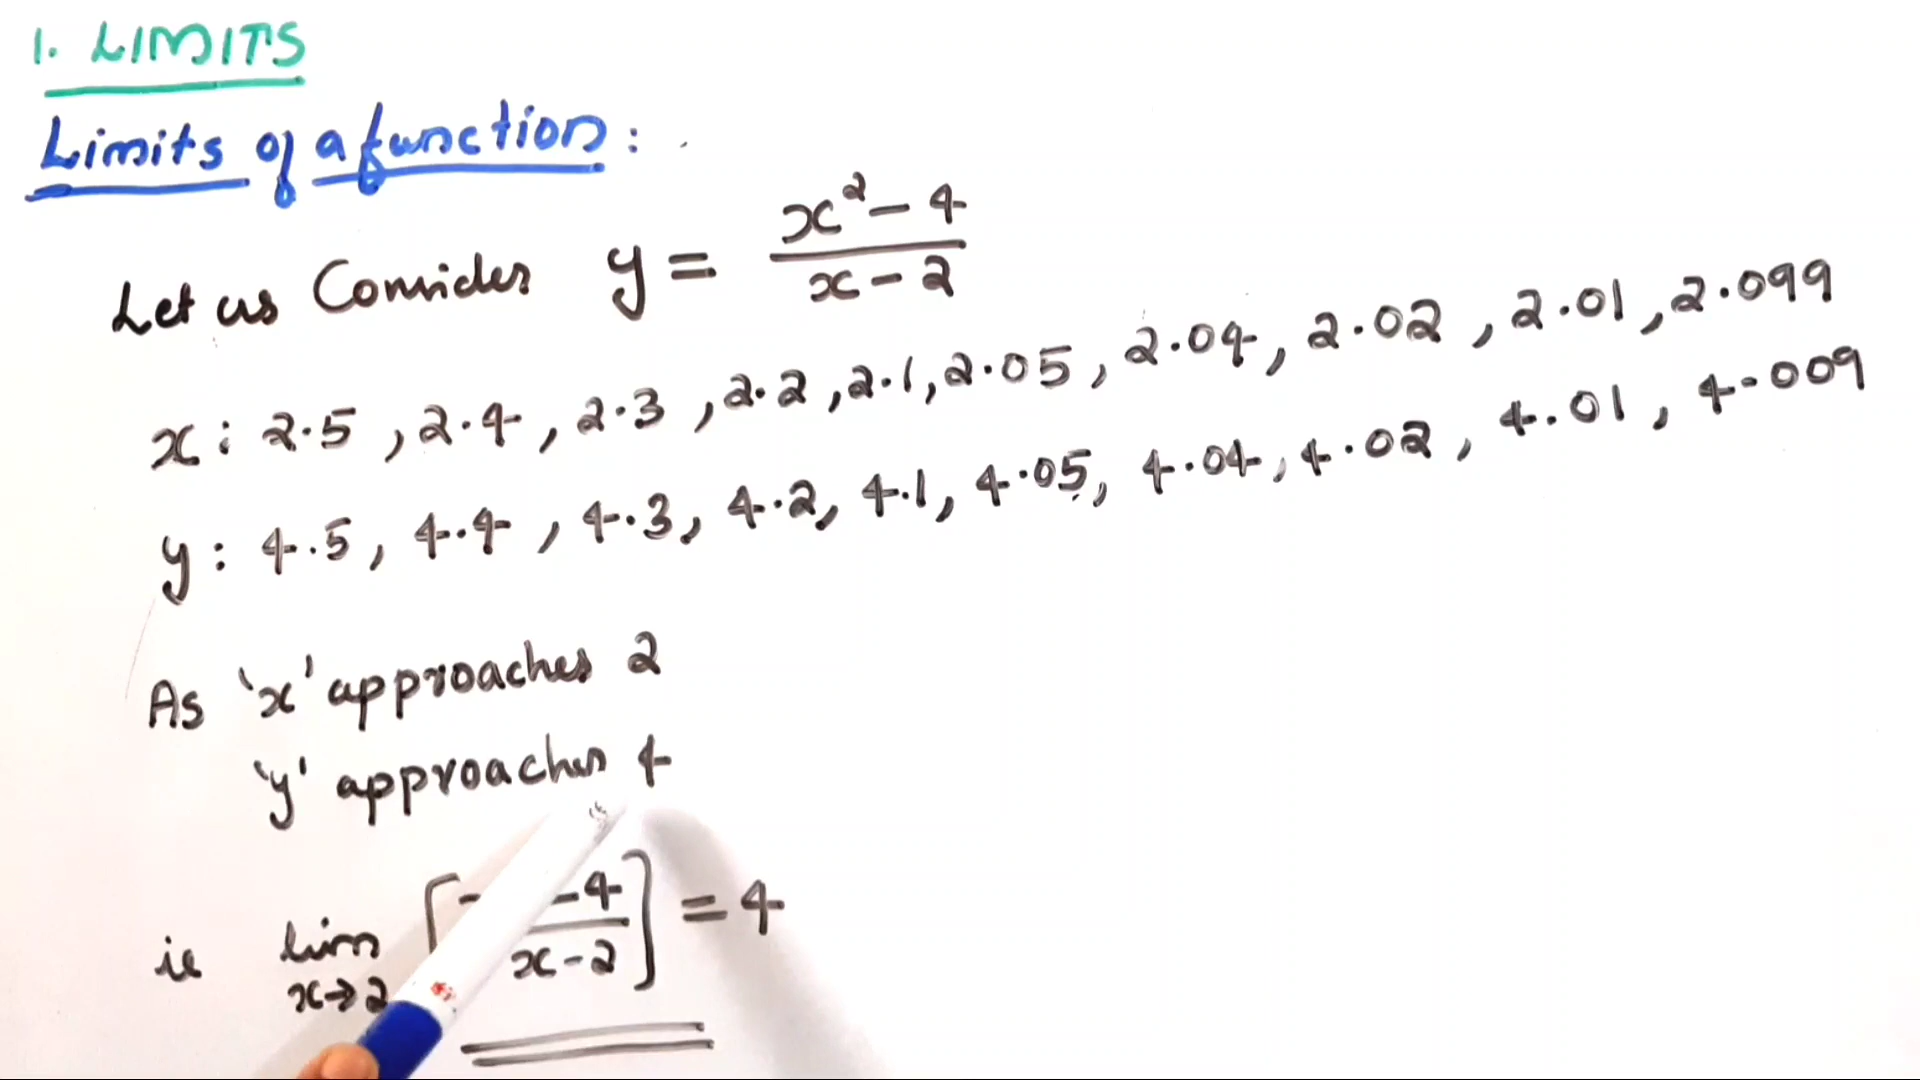 1. LIMITS
Limits of a function :
Let us Consider y = x² - 4 / x - 2
x : 2.5 , 2.4 , 2.3 , 2.2 , 2.1 , 2.05 , 2.04 , 2.02 , 2.01 , 2.099
y : 4.5 , 4.4 , 4.3 , 4.2 , 4.1 , 4.05 , 4.04 , 4.02 , 4.01 , 4.009
As 'x' approaches 2
'y' approaches 4
ie lim x→2 [ - 4 / x - 2 ] = 4